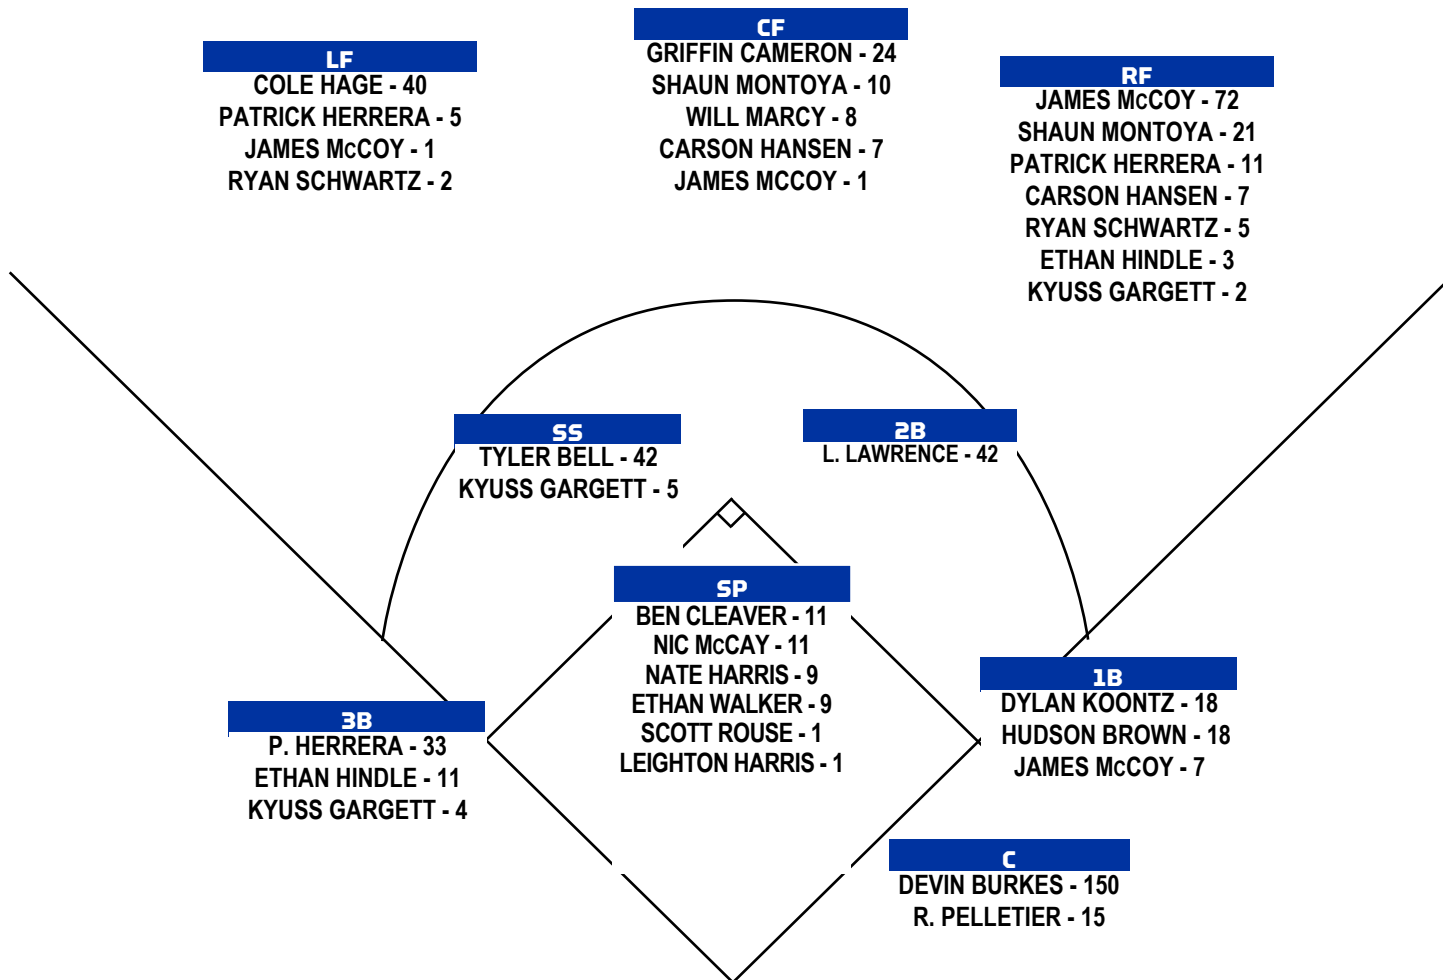 LF
COLE HAGE - 40
PATRICK HERRERA - 5
JAMES McCOY - 1
RYAN SCHWARTZ - 2
CF
GRIFFIN CAMERON - 24
SHAUN MONTOYA - 10
WILL MARCY - 8
CARSON HANSEN - 7
JAMES MCCOY - 1
RF
JAMES McCOY - 72
SHAUN MONTOYA - 21
PATRICK HERRERA - 11
CARSON HANSEN - 7
RYAN SCHWARTZ - 5
ETHAN HINDLE - 3
KYUSS GARGETT - 2
SS
TYLER BELL - 42
KYUSS GARGETT - 5
2B
L. LAWRENCE - 42
SP
BEN CLEAVER - 11
NIC McCAY - 11
NATE HARRIS - 9
ETHAN WALKER - 9
SCOTT ROUSE - 1
LEIGHTON HARRIS - 1
3B
P. HERRERA - 33
ETHAN HINDLE - 11
KYUSS GARGETT - 4
1B
DYLAN KOONTZ - 18
HUDSON BROWN - 18
JAMES McCOY - 7
C
DEVIN BURKES - 150
R. PELLETIER - 15